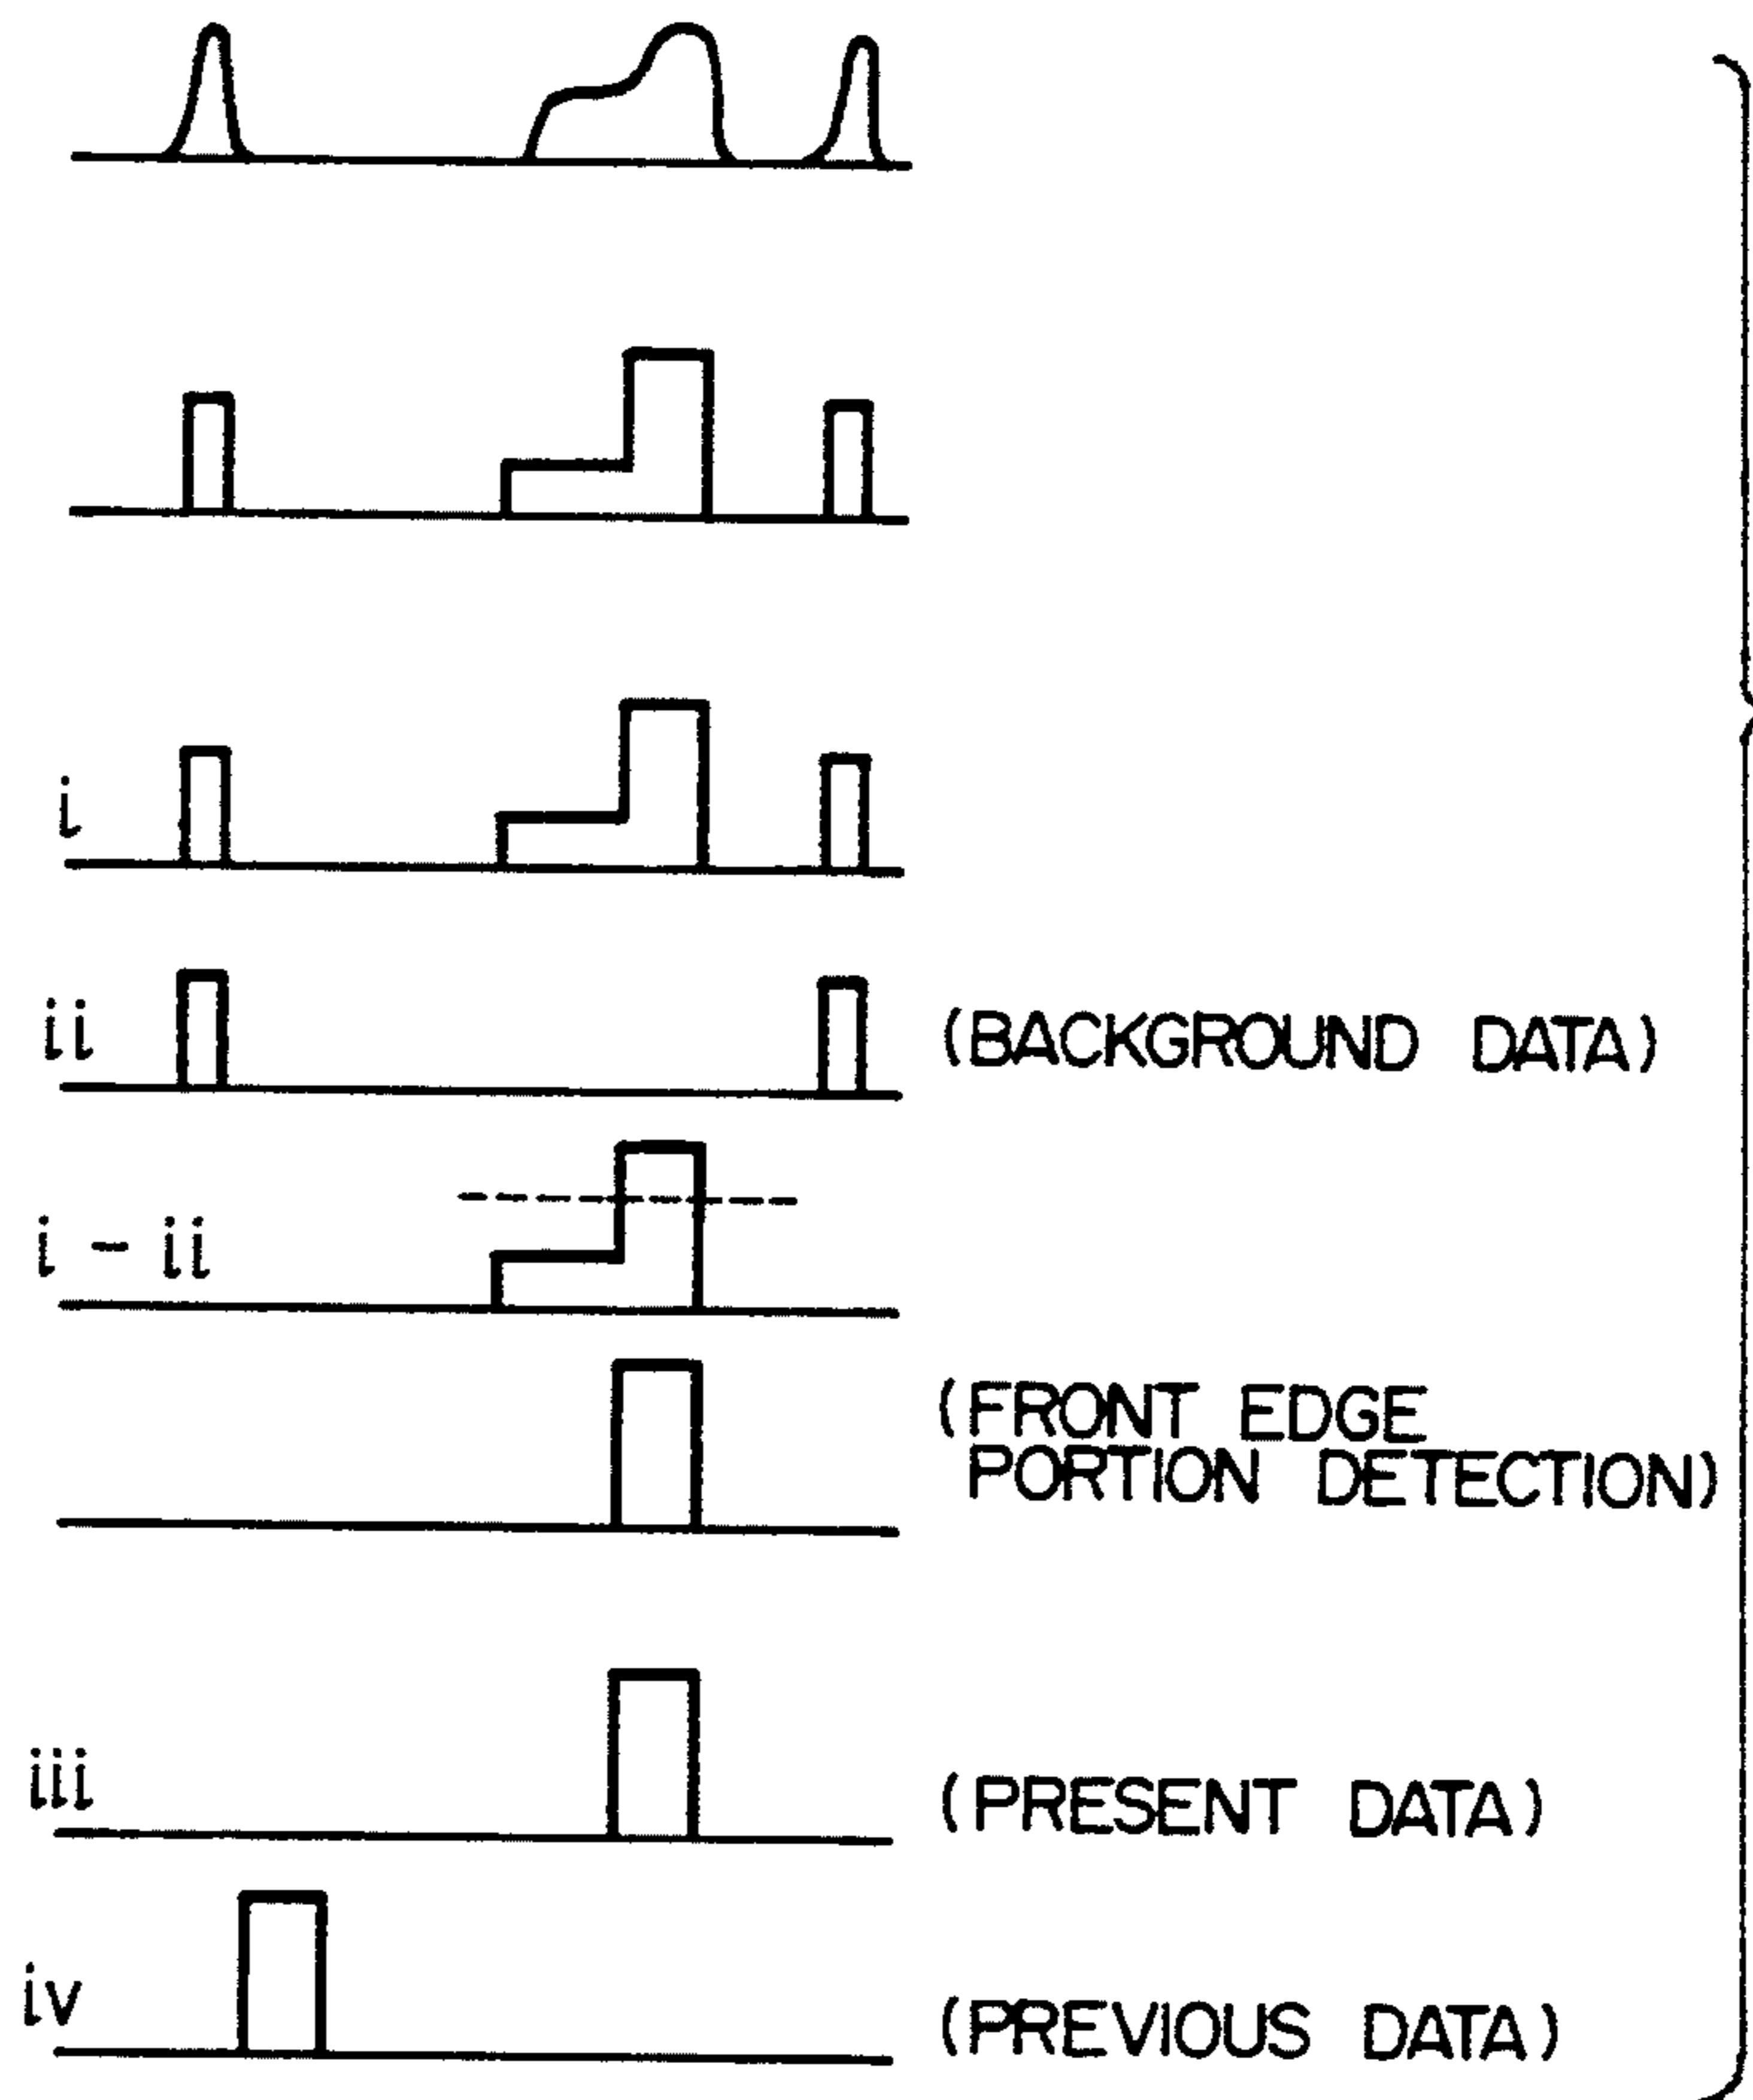 i
ii (BACKGROUND DATA)
i - ii
(FRONT EDGE
PORTION DETECTION)
iii (PRESENT DATA)
iv (PREVIOUS DATA)